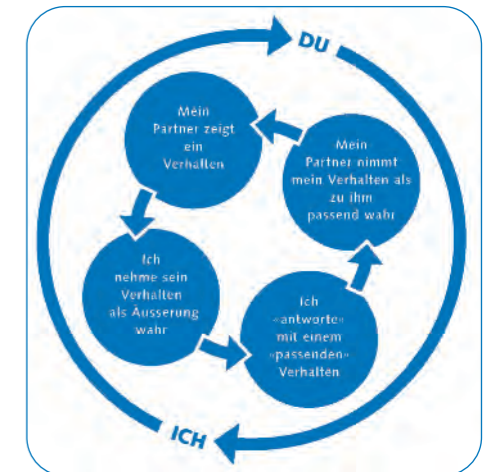 DU
Mein
Partner zeigt
ein
Verhalten
Mein
Partner nimmt
mein Verhalten als
zu ihm
passend wahr
Ich
nehme sein
Verhalten
als Äusserung
wahr
Ich
«antworte»
mit einem
«passenden»
Verhalten
ICH